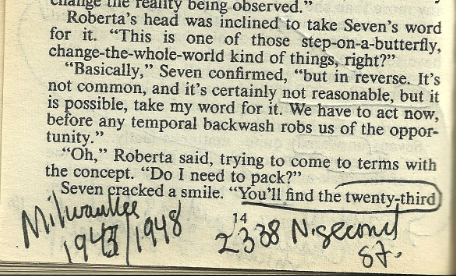 change the reality being observed."
Roberta's head was inclined to take Seven's word
for it. "This is one of those step-on-a-butterfly,
change-the-whole-world kind of things, right?"
"Basically," Seven confirmed, "but in reverse. It's
not common, and it's certainly not reasonable, but it
is possible, take my word for it. We have to act now,
before any temporal backwash robs us of the oppor-
tunity."
"Oh," Roberta said, trying to come to terms with
the concept. "Do I need to pack?"
Seven cracked a smile. "You'll find the twenty-third
Milwaukee
1948
14
N. second
St.